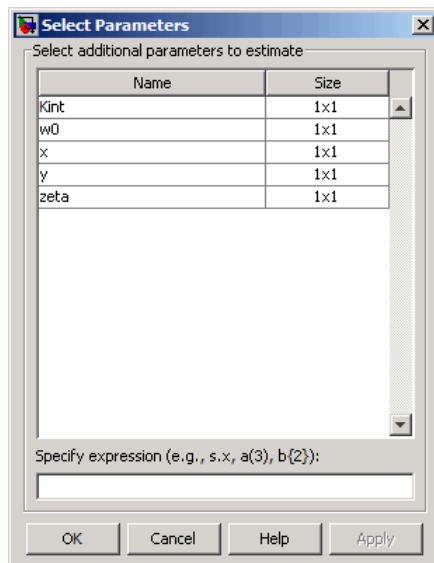 Select Parameters
Select additional parameters to estimate
Name Size
Kint 1x1
w0 1x1
x 1x1
y 1x1
zeta 1x1
Specify expression (e.g., s.x, a(3), b{2}):
OK Cancel Help Apply